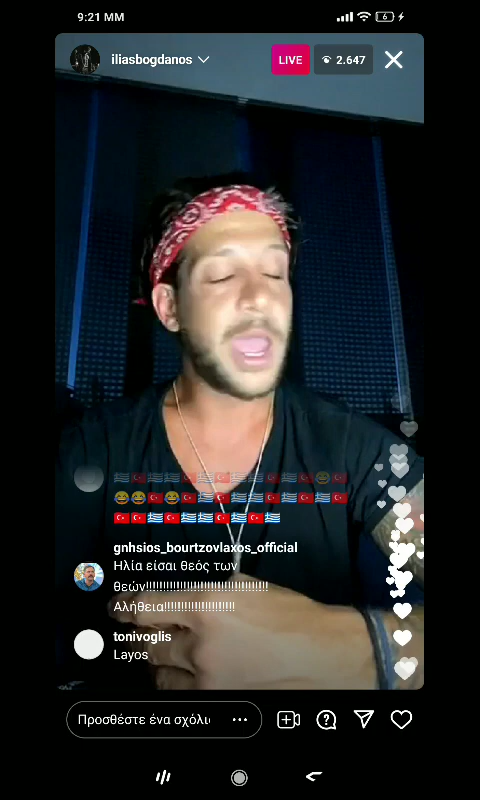 9:21 MM
6
iliasbogdanos
LIVE
2.647
gnhsios_bourtzovlaxos_official
Ηλία είσαι θεός των
θεών!!!!!!!!!!!!!!!!!!!!!!!!!!!!!!!!!!!!
Αλήθεια!!!!!!!!!!!!!!!!!!!!!
tonivoglis
Layos
Προσθέστε ένα σχόλι